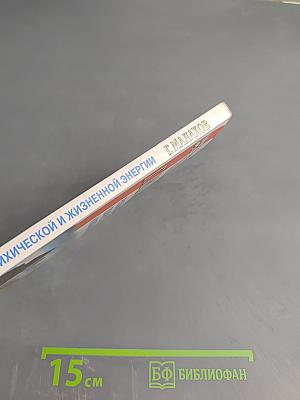 ИХИЧЕСКОЙ И ЖИЗНЕННОЙ ЭНЕРГИИ Г. МАЛАХОВ
15 см БФ БИБЛИОФАН